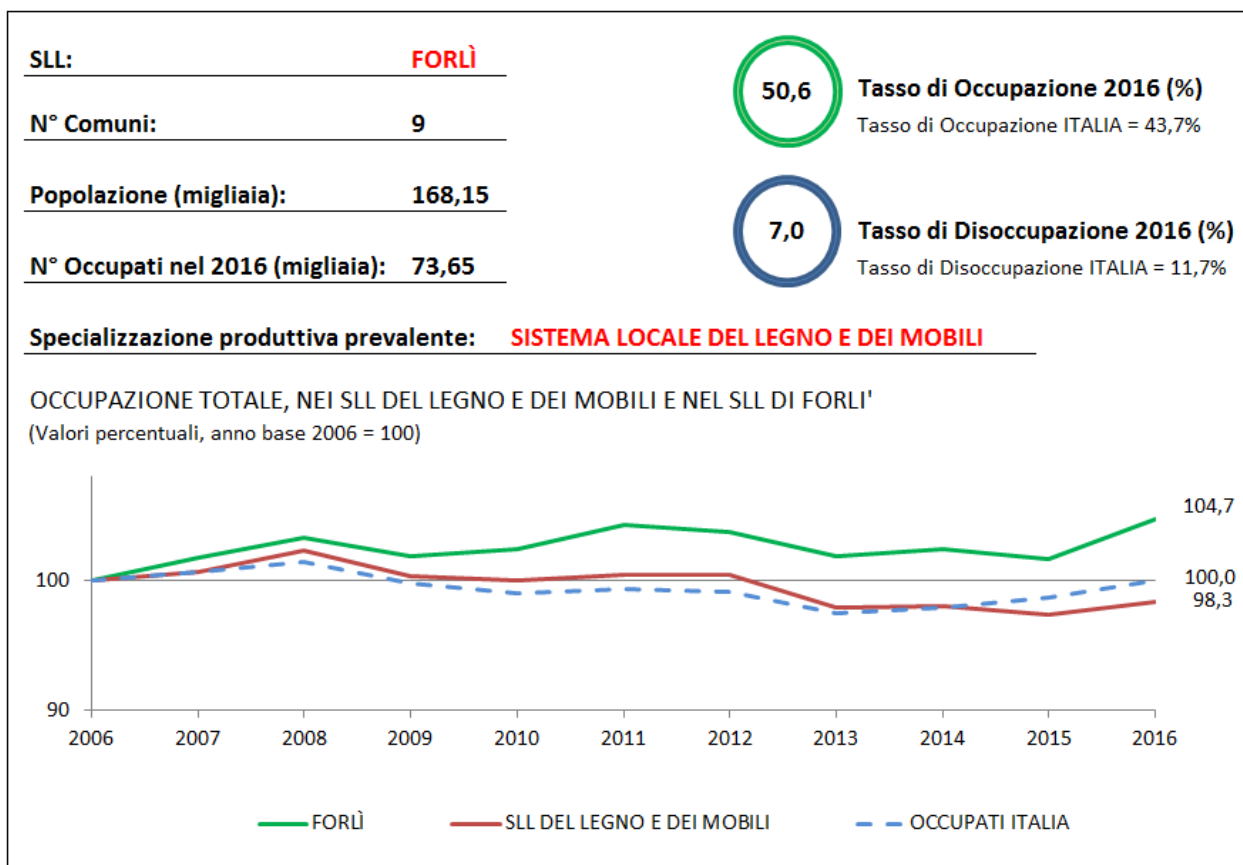 SLL: FORLÌ
N° Comuni: 9
Popolazione (migliaia): 168,15
N° Occupati nel 2016 (migliaia): 73,65
50,6 Tasso di Occupazione 2016 (%)
Tasso di Occupazione ITALIA = 43,7%
7,0 Tasso di Disoccupazione 2016 (%)
Tasso di Disoccupazione ITALIA = 11,7%
Specializzazione produttiva prevalente: SISTEMA LOCALE DEL LEGNO E DEI MOBILI
OCCUPAZIONE TOTALE, NEI SLL DEL LEGNO E DEI MOBILI E NEL SLL DI FORLI'
(Valori percentuali, anno base 2006 = 100)
104,7
100 100,0
98,3
90
2006 2007 2008 2009 2010 2011 2012 2013 2014 2015 2016
FORLÌ SLL DEL LEGNO E DEI MOBILI OCCUPATI ITALIA